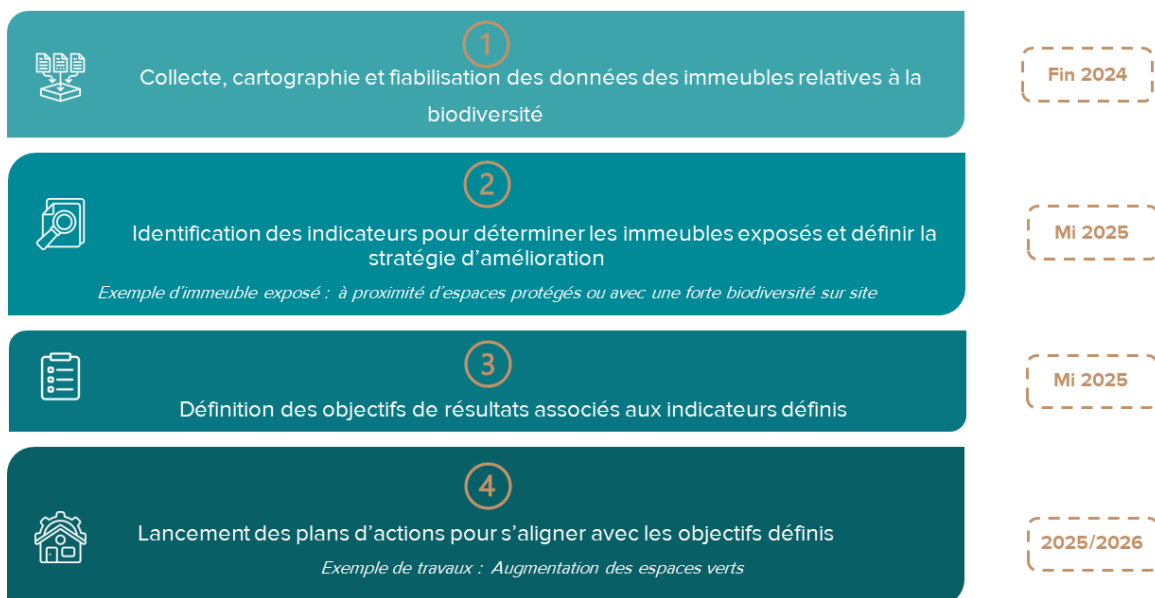 1
Collecte, cartographie et fiabilisation des données des immeubles relatives à la
biodiversité
Fin 2024
2
Identification des indicateurs pour déterminer les immeubles exposés et définir la
stratégie d'amélioration
Exemple d'immeuble exposé : à proximité d'espaces protégés ou avec une forte biodiversité sur site
Mi 2025
3
Définition des objectifs de résultats associés aux indicateurs définis
Mi 2025
4
Lancement des plans d'actions pour s'aligner avec les objectifs définis
Exemple de travaux : Augmentation des espaces verts
2025/2026